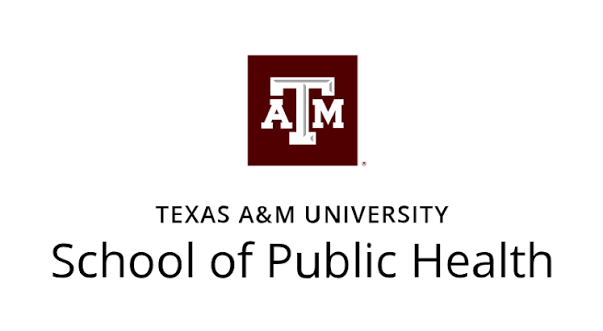 ATM
TEXAS A&M UNIVERSITY
School of Public Health